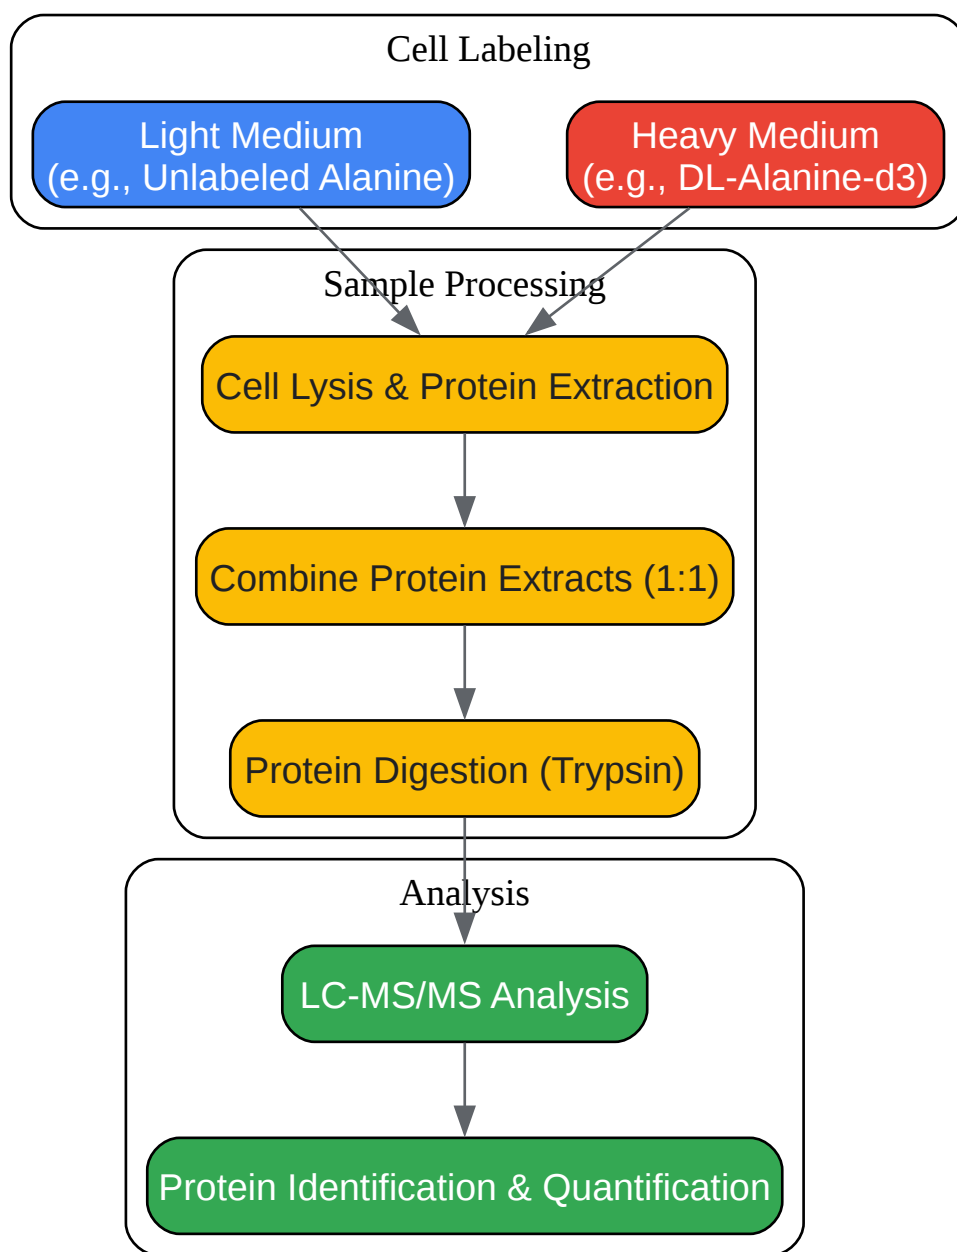 Cell Labeling
Light Medium
(e.g., Unlabeled Alanine)
Heavy Medium
(e.g., DL-Alanine-d3)
Sample Processing
Cell Lysis & Protein Extraction
Combine Protein Extracts (1:1)
Protein Digestion (Trypsin)
Analysis
LC-MS/MS Analysis
Protein Identification & Quantification